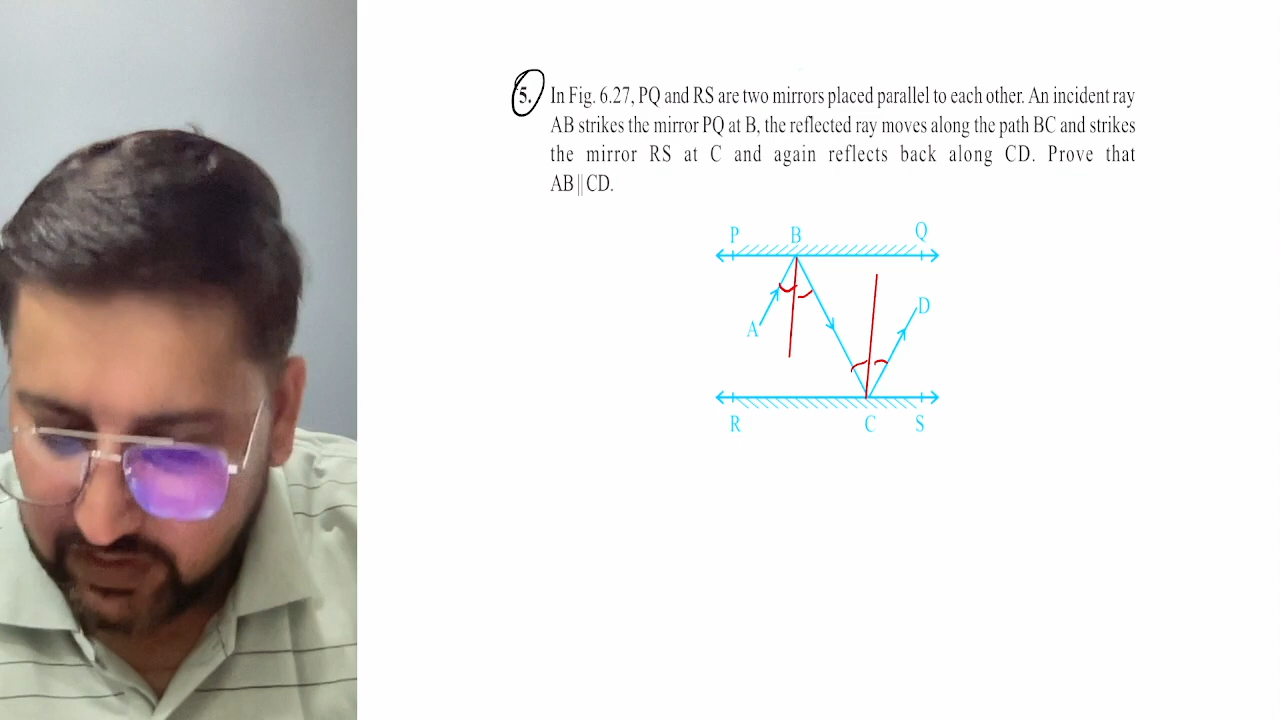 5. In Fig. 6.27, PQ and RS are two mirrors placed parallel to each other. An incident ray
AB strikes the mirror PQ at B, the reflected ray moves along the path BC and strikes
the mirror RS at C and again reflects back along CD. Prove that
AB || CD.
P B Q
A D
R C S